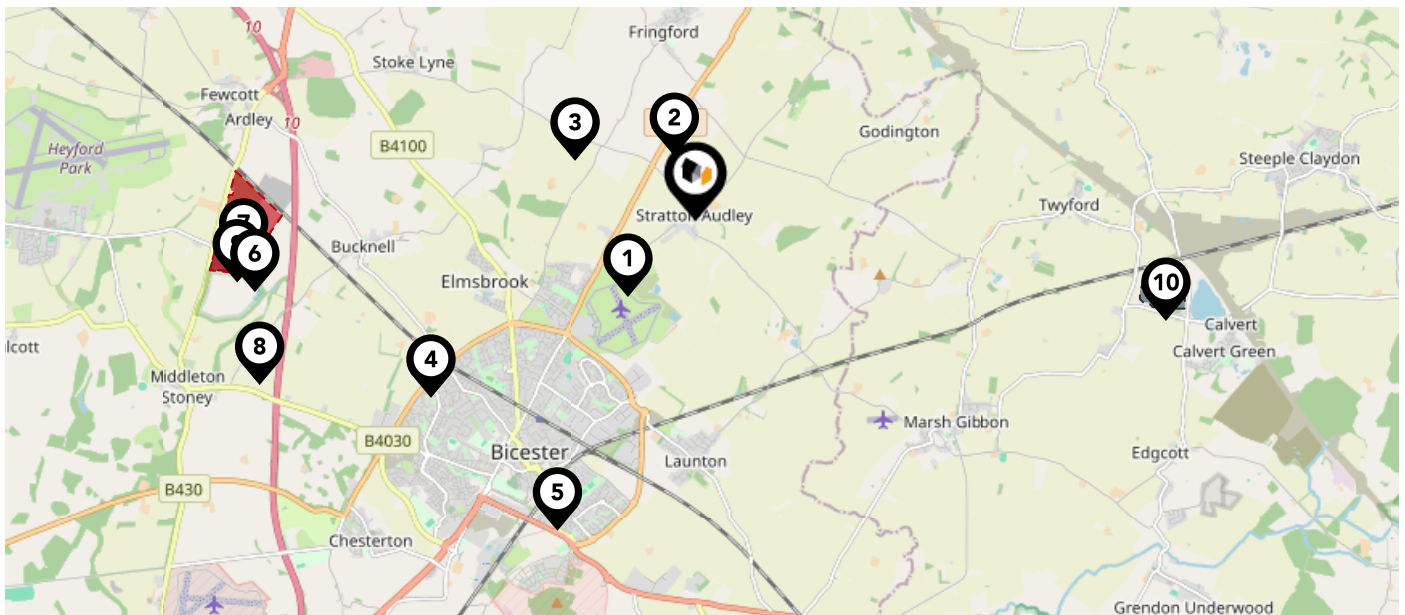 10
Fringford
Stoke Lyne
Fewcott
Ardley
10
B4100
3
2
Godington
Heyford
Park
Steeple Claydon
Stratton Audley
Twyford
7
6
Bucknell
1
Elmsbrook
10
Calvert
Calvert Green
lcott
8
4
Middleton
Stoney
B4030
Marsh Gibbon
Bicester
Launton
Edgcott
B430
5
Chesterton
Grendon Underwood